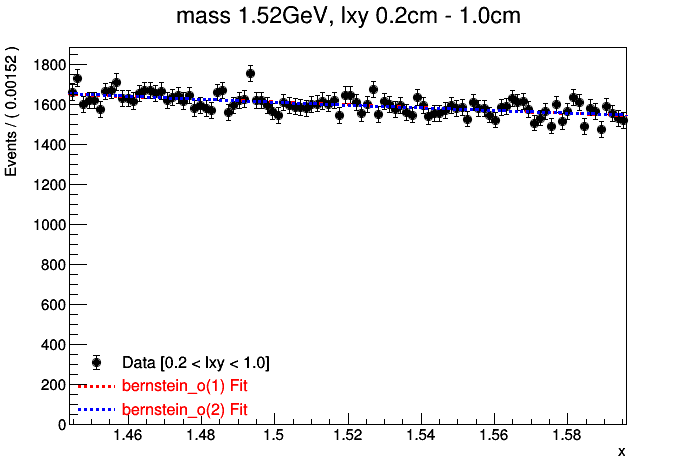 mass 1.52GeV, lxy 0.2cm - 1.0cm
Events / ( 0.00152 )
1800
1600
1400
1200
1000
800
600
400
200
0
Data [0.2 < lxy < 1.0]
bernstein_o(1) Fit
bernstein_o(2) Fit
1.46 1.48 1.5 1.52 1.54 1.56 1.58
x